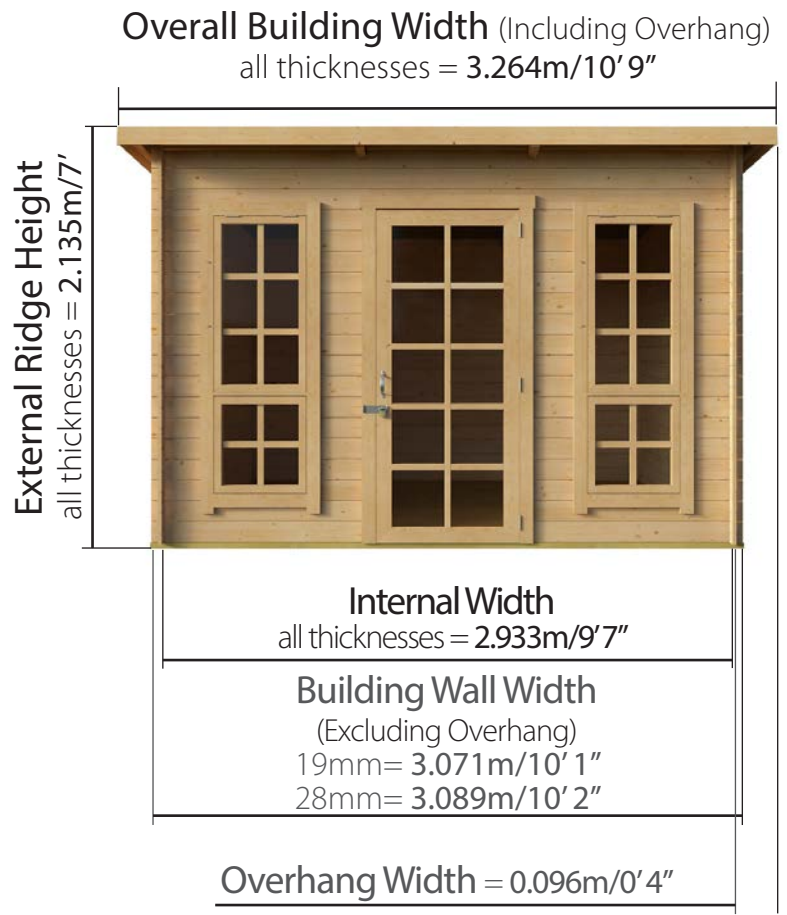 Overall Building Width (Including Overhang)
all thicknesses = 3.264m/10' 9”
External Ridge Height
all thicknesses = 2.135m/7'
Internal Width
all thicknesses = 2.933m/9'7”
Building Wall Width
(Excluding Overhang)
19mm= 3.071m/10' 1”
28mm= 3.089m/10' 2”
Overhang Width = 0.096m/0' 4”